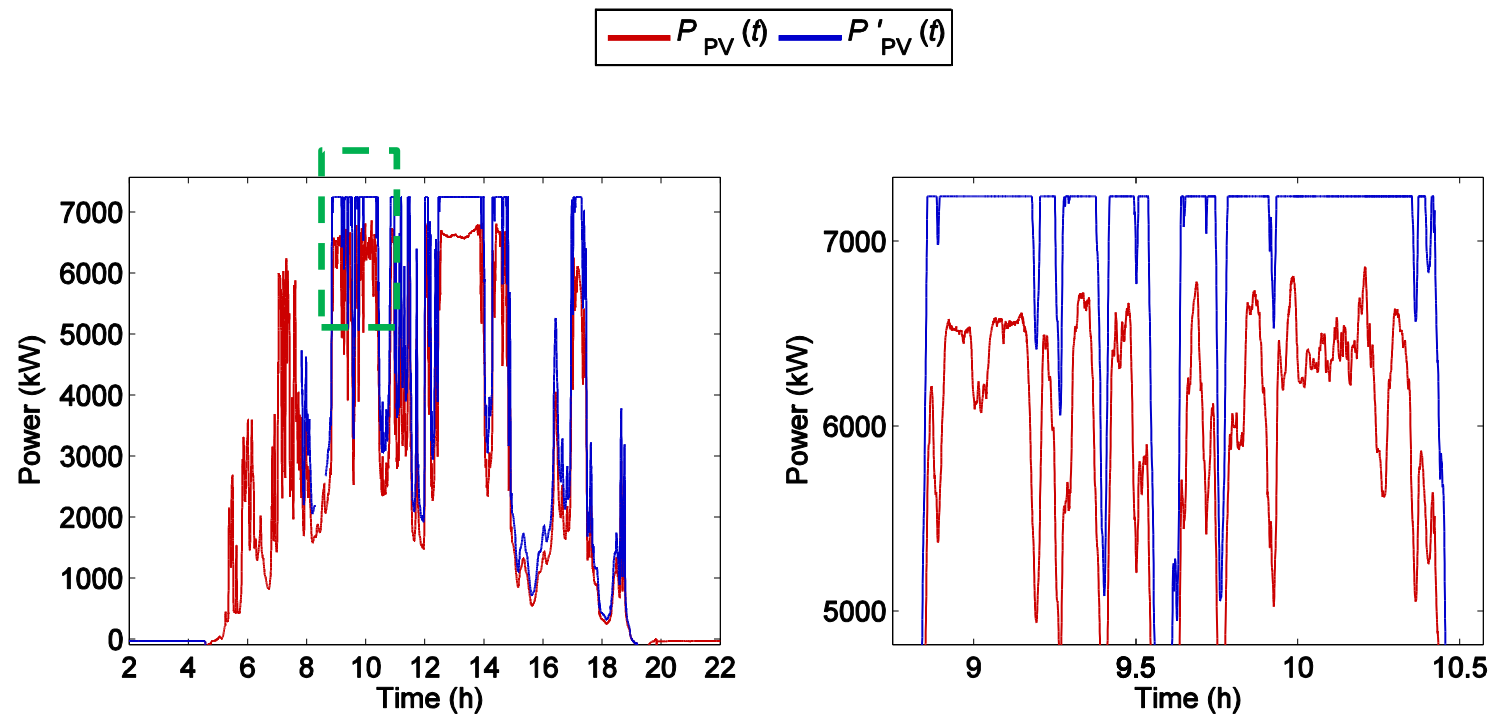 P PV (t) P'PV (t)
7000
6000
5000
4000
3000
2000
1000
0
Power (kW)
2 4 6 8 10 12 14 16 18 20 22
Time (h)
7000
6000
5000
Power (kW)
9 9.5 10 10.5
Time (h)